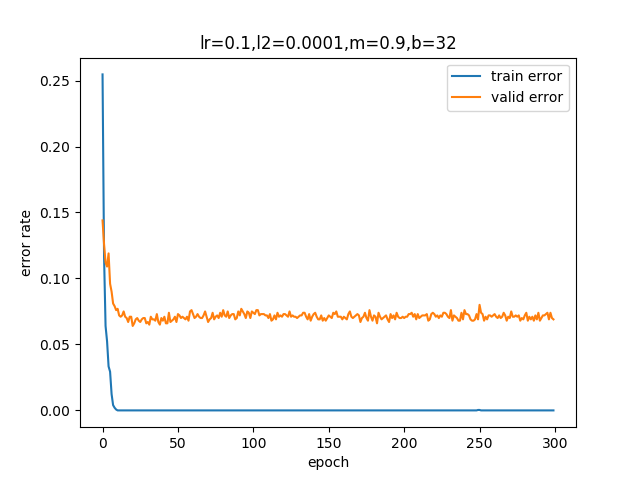 lr=0.1,l2=0.0001,m=0.9,b=32
train error
valid error
0.25
0.20
0.15
0.10
0.05
0.00
error rate
0 50 100 150 200 250 300
epoch